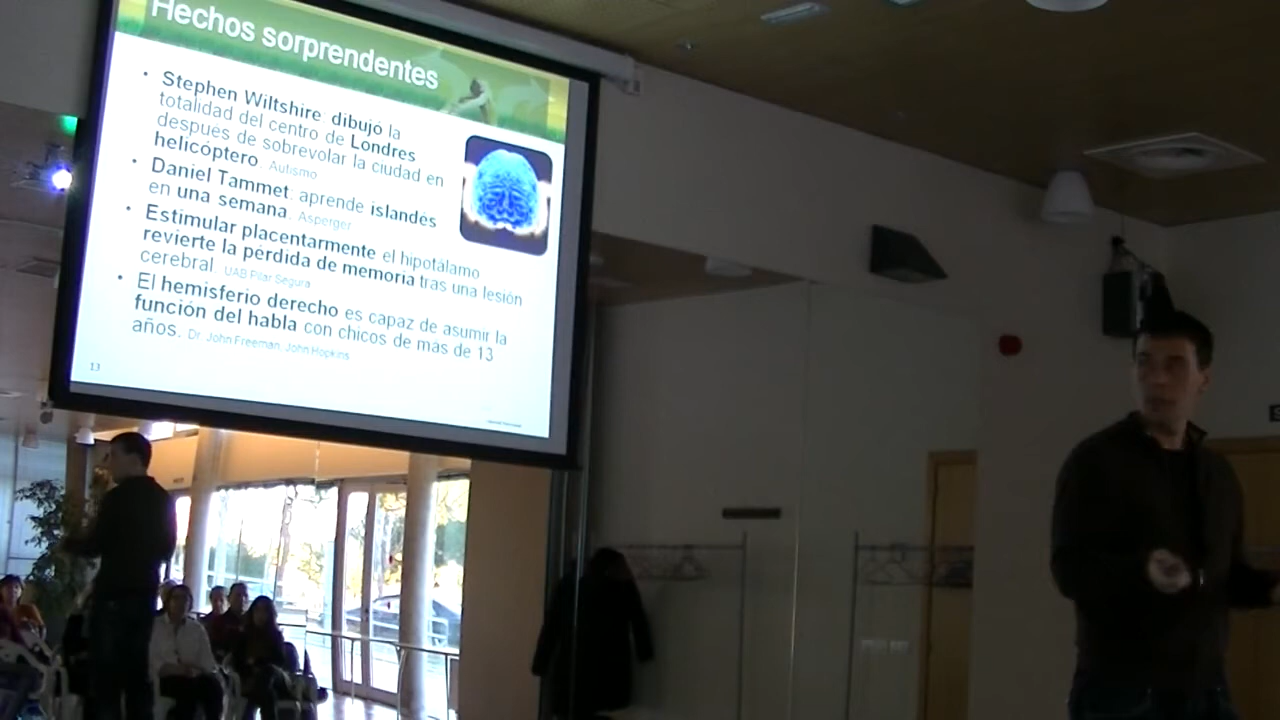 Hechos sorprendentes
• Stephen Wiltshire: dibujó la
totalidad del centro de Londres
después de sobrevolar la ciudad en
helicóptero. Autismo
• Daniel Tammet: aprende islandés
en una semana. Asperger
• Estimular placentarmente el hipotálamo
revierte la pérdida de memoria tras una lesión
cerebral. UAB Pilar Segura
• El hemisferio derecho es capaz de asumir la
función del habla con chicos de mas de 13
años. Dr. John Freeman, John Hopkins
13